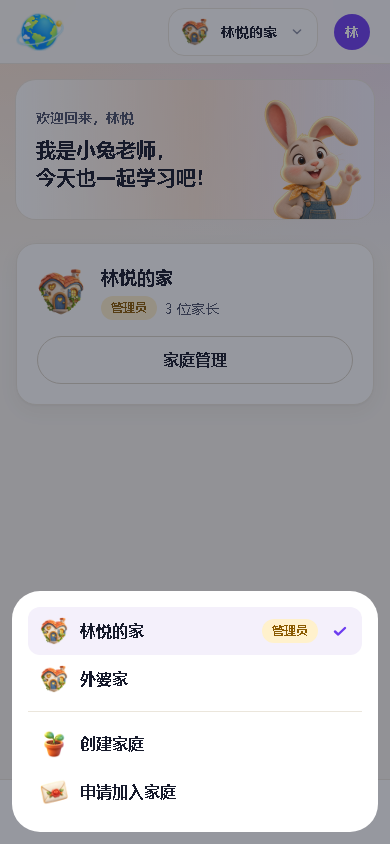 林悦的家
林
欢迎回来，林悦
我是小兔老师，
今天也一起学习吧！
林悦的家
管理员 3 位家长
家庭管理
林悦的家 管理员
外婆家
创建家庭
申请加入家庭